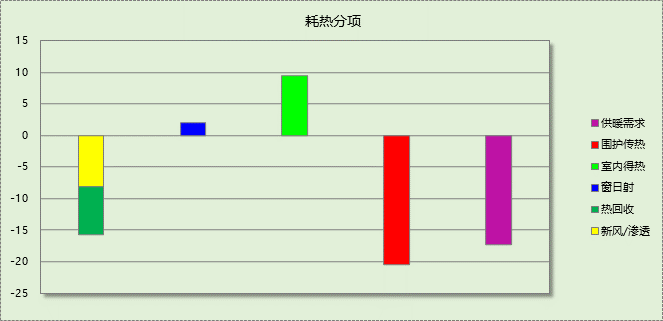 耗热分项
15
10
5
0
-5
-10
-15
-20
-25
供暖需求
围护传热
室内得热
窗日射
热回收
新风/渗透